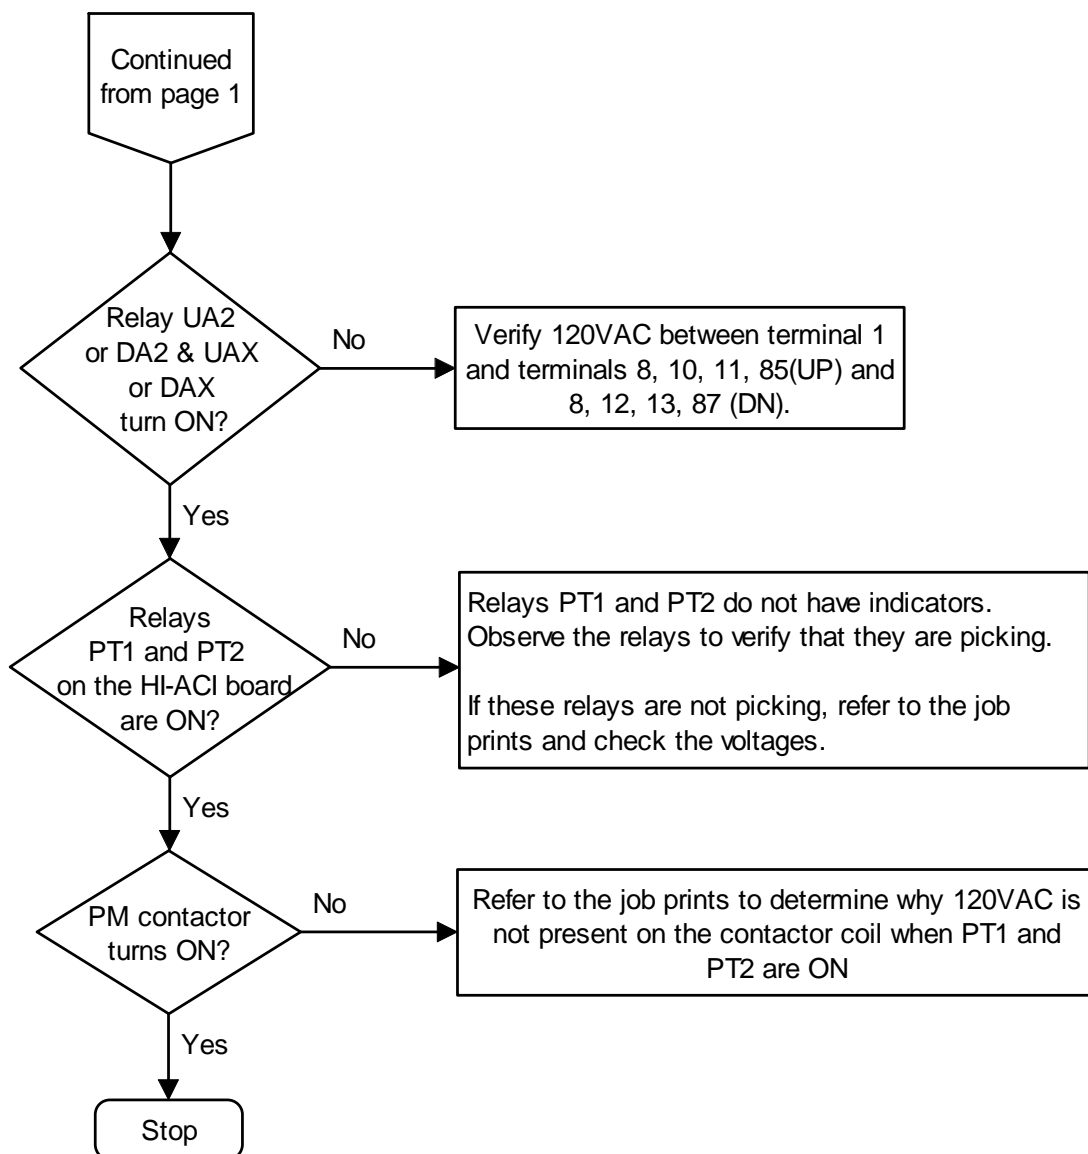 Continued
from page 1
Relay UA2
or DA2 & UAX
or DAX
turn ON?
No
Verify 120VAC between terminal 1
and terminals 8, 10, 11, 85(UP) and
8, 12, 13, 87 (DN).
Yes
Relays
PT1 and PT2
on the HI-ACI board
are ON?
No
Relays PT1 and PT2 do not have indicators.
Observe the relays to verify that they are picking.
If these relays are not picking, refer to the job
prints and check the voltages.
Yes
PM contactor
turns ON?
No
Refer to the job prints to determine why 120VAC is
not present on the contactor coil when PT1 and
PT2 are ON
Yes
Stop